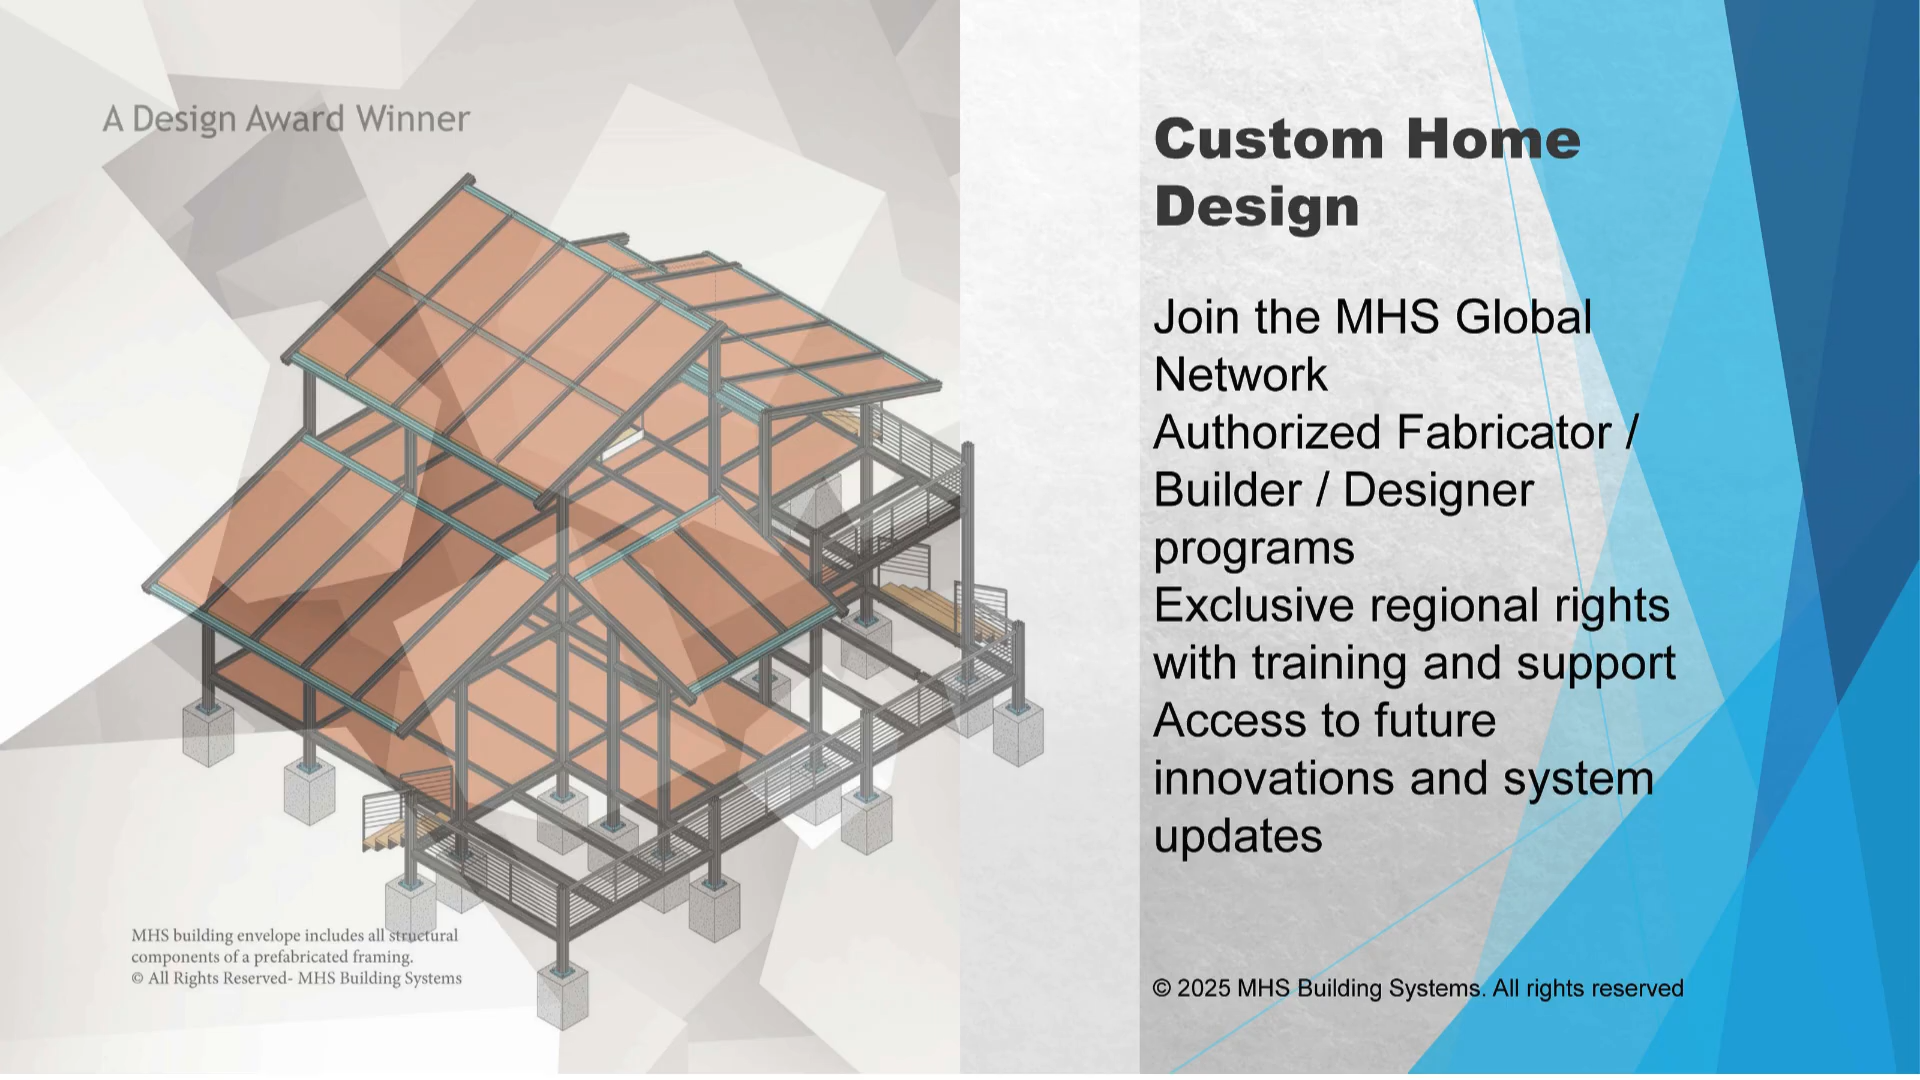 A Design Award Winner
MHS building envelope includes all structural
components of a prefabricated framing.
© All Rights Reserved- MHS Building Systems
Custom Home
Design
Join the MHS Global
Network
Authorized Fabricator /
Builder / Designer
programs
Exclusive regional rights
with training and support
Access to future
innovations and system
updates
© 2025 MHS Building Systems. All rights reserved